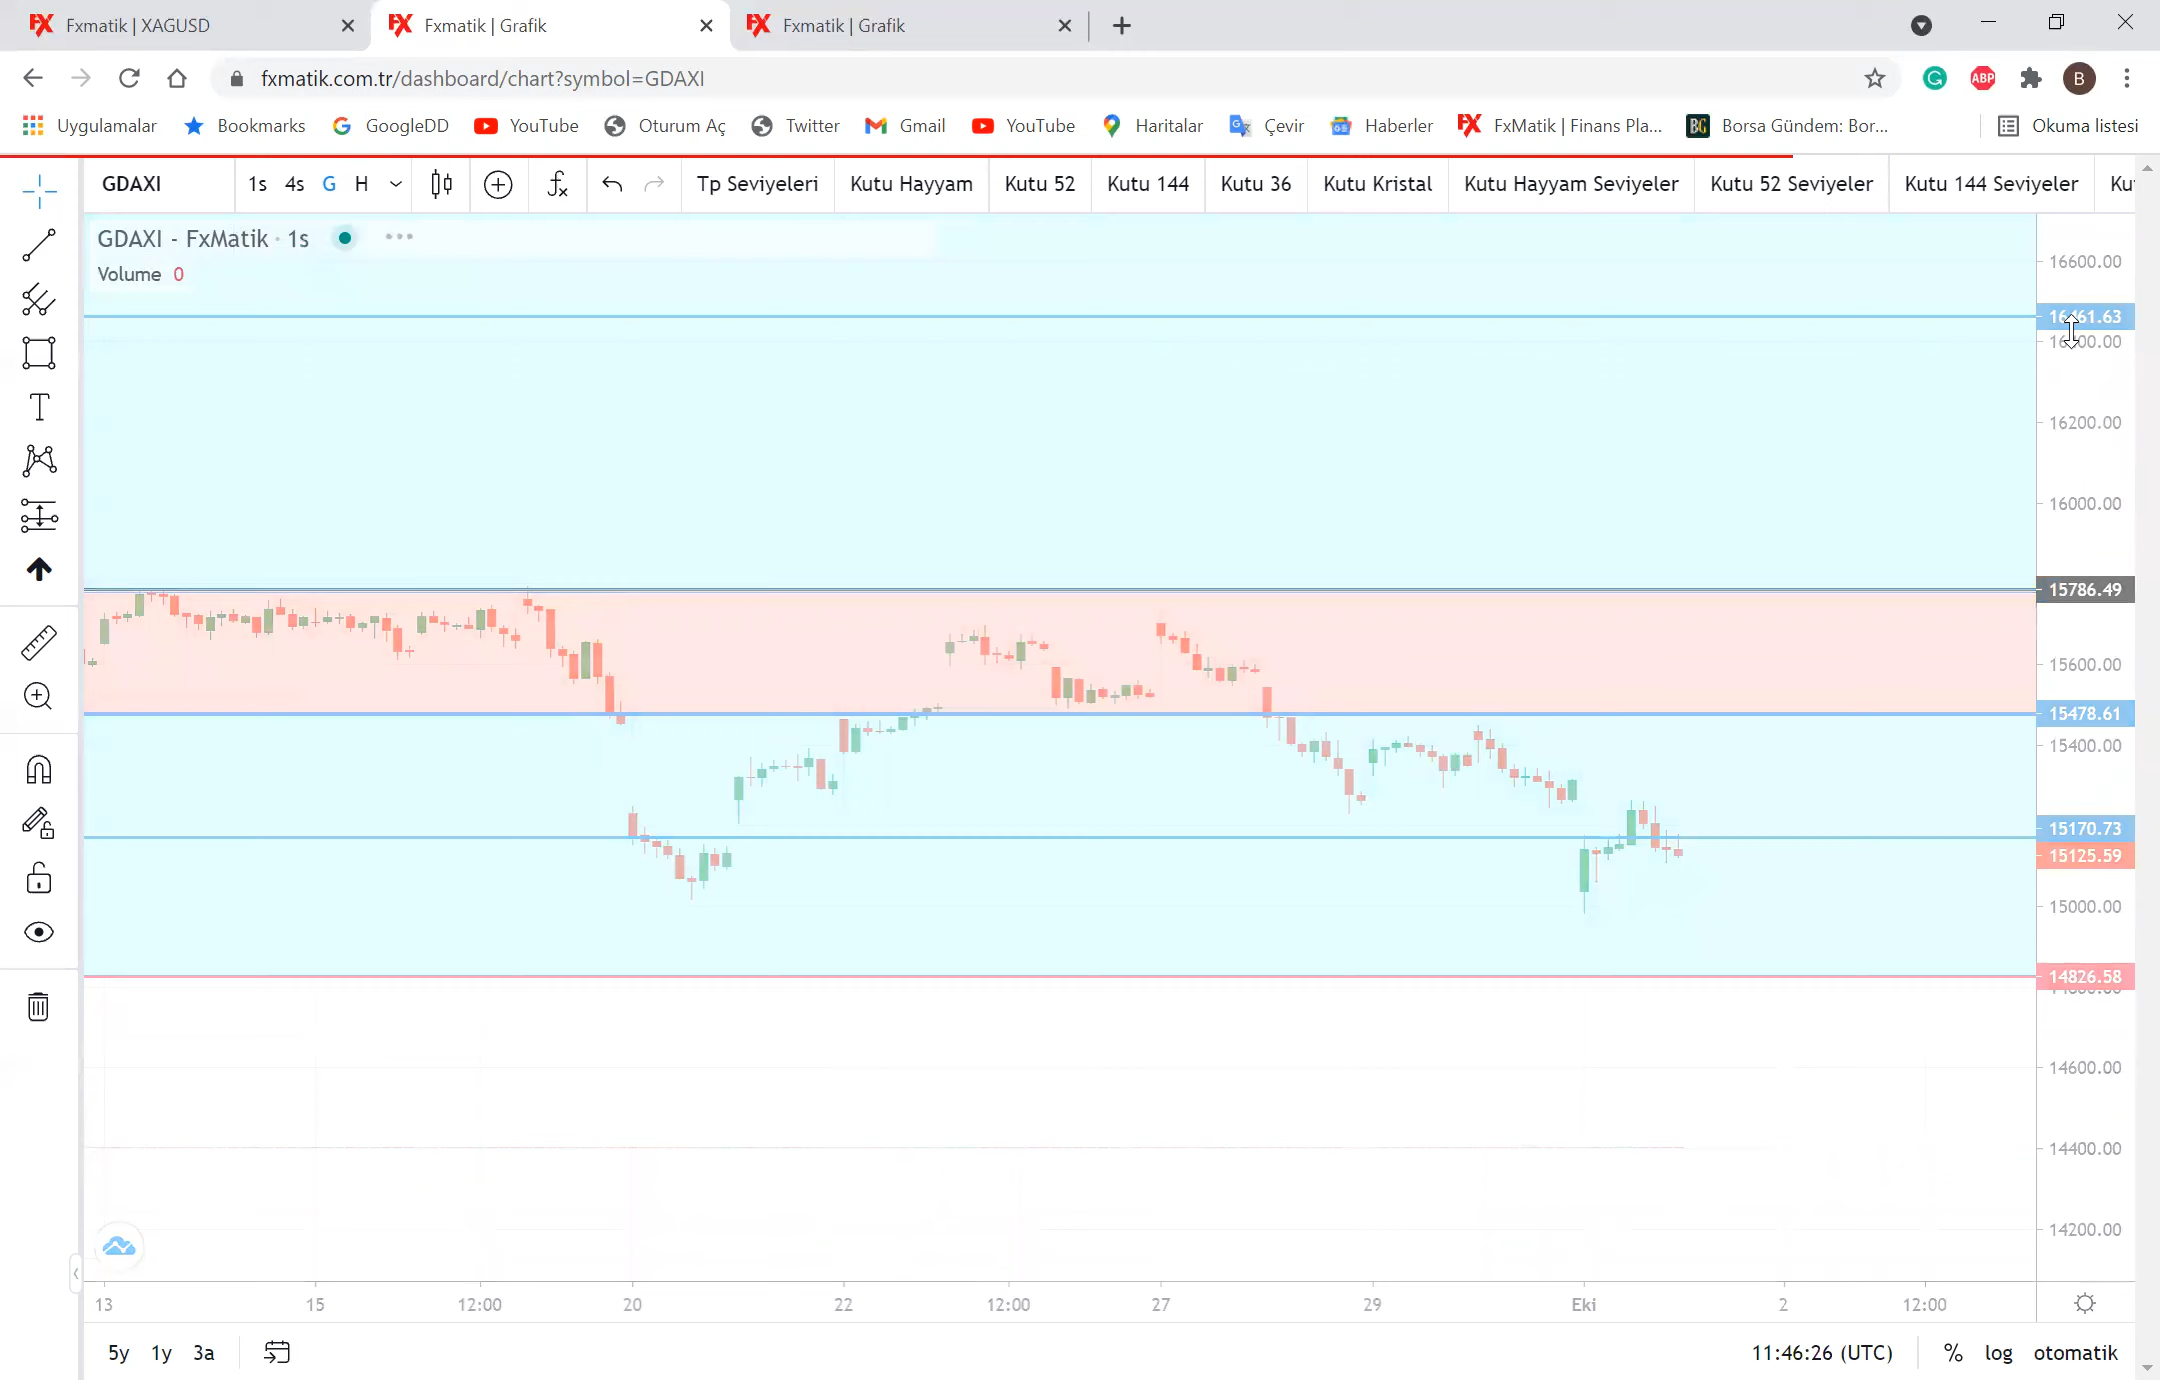 Fxmatik | XAGUSD
Fxmatik | Grafik
Fxmatik | Grafik
fxmatik.com.tr/dashboard/chart?symbol=GDAXI
ABP
B
Uygulamalar
Bookmarks
GoogleDD
YouTube
Oturum Aç
Twitter
Gmail
YouTube
Haritalar
Çevir
Haberler
FxMatik | Finans Pla...
BG
Borsa Gündem: Bor...
Okuma listesi
GDAXI
1s
4s
G
H
Tp Seviyeleri
Kutu Hayyam
Kutu 52
Kutu 144
Kutu 36
Kutu Kristal
Kutu Hayyam Seviyeler
Kutu 52 Seviyeler
Kutu 144 Seviyeler
GDAXI - FxMatik · 1s
Volume 0
16600.00
16200.00
16000.00
15786.49
15600.00
15478.61
15400.00
15170.73
15125.59
15000.00
14826.58
14600.00
14400.00
14200.00
13
15
12:00
20
22
12:00
27
29
Eki
2
12:00
5y
1y
3a
11:46:26 (UTC)
%
log
otomatik